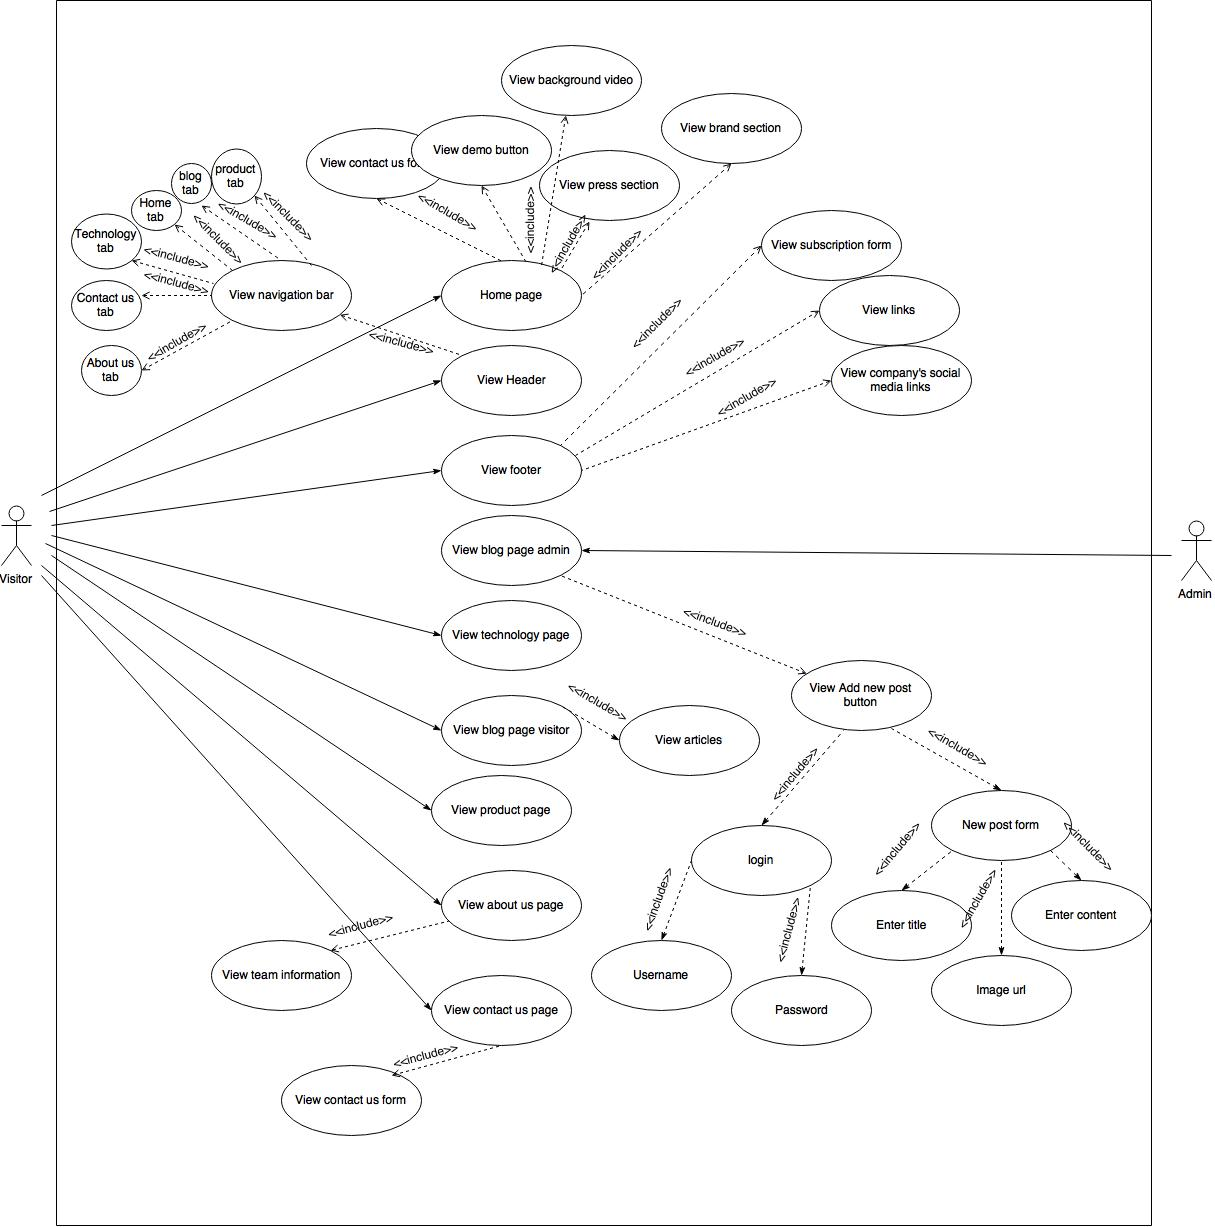 View background video
View brand section
View contact us fo
View demo button
View press section
product
tab
blog
tab
Home
tab
Technology
tab
Contact us
tab
About us
tab
View navigation bar
<<include>>
<<include>>
<<include>>
<<include>>
<<include>>
<<include>>
<<include>>
<<include>>
<<include>>
<<include>>
Home page
View subscription form
View links
View company's social
media links
<<include>>
View Header
<<include>>
<<include>>
<<include>>
View footer
View blog page admin
Visitor
Admin
<<include>>
View technology page
View Add new post
button
<<include>>
View blog page visitor
View articles
<<include>>
<<include>>
View product page
New post form
login
<<include>>
<<include>>
<<include>>
<<include>>
<<include>>
View about us page
Enter title
Enter content
<<include>>
View team information
Username
Image url
Password
View contact us page
<<include>>
View contact us form